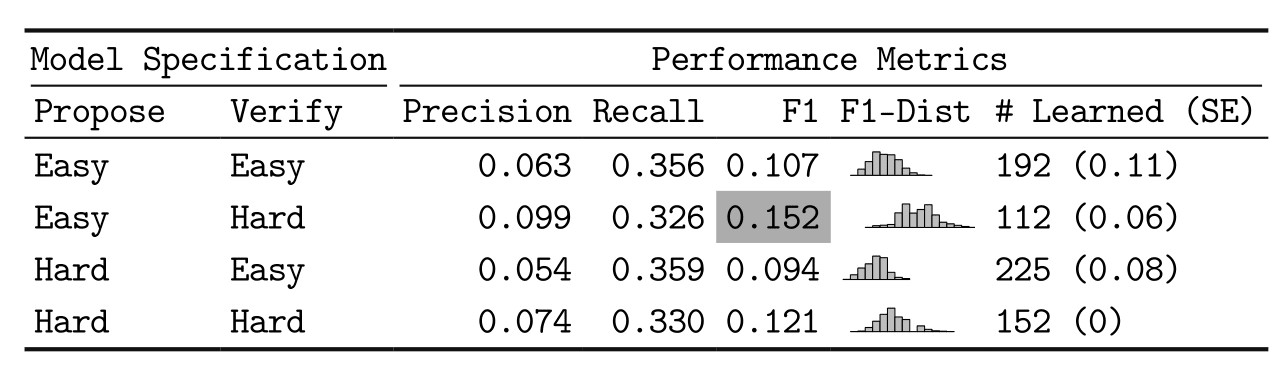 Model Specification Performance Metrics
Propose Verify Precision Recall F1 F1-Dist # Learned (SE)
Easy Easy 0.063 0.356 0.107 192 (0.11)
Easy Hard 0.099 0.326 0.152 112 (0.06)
Hard Easy 0.054 0.359 0.094 225 (0.08)
Hard Hard 0.074 0.330 0.121 152 (0)